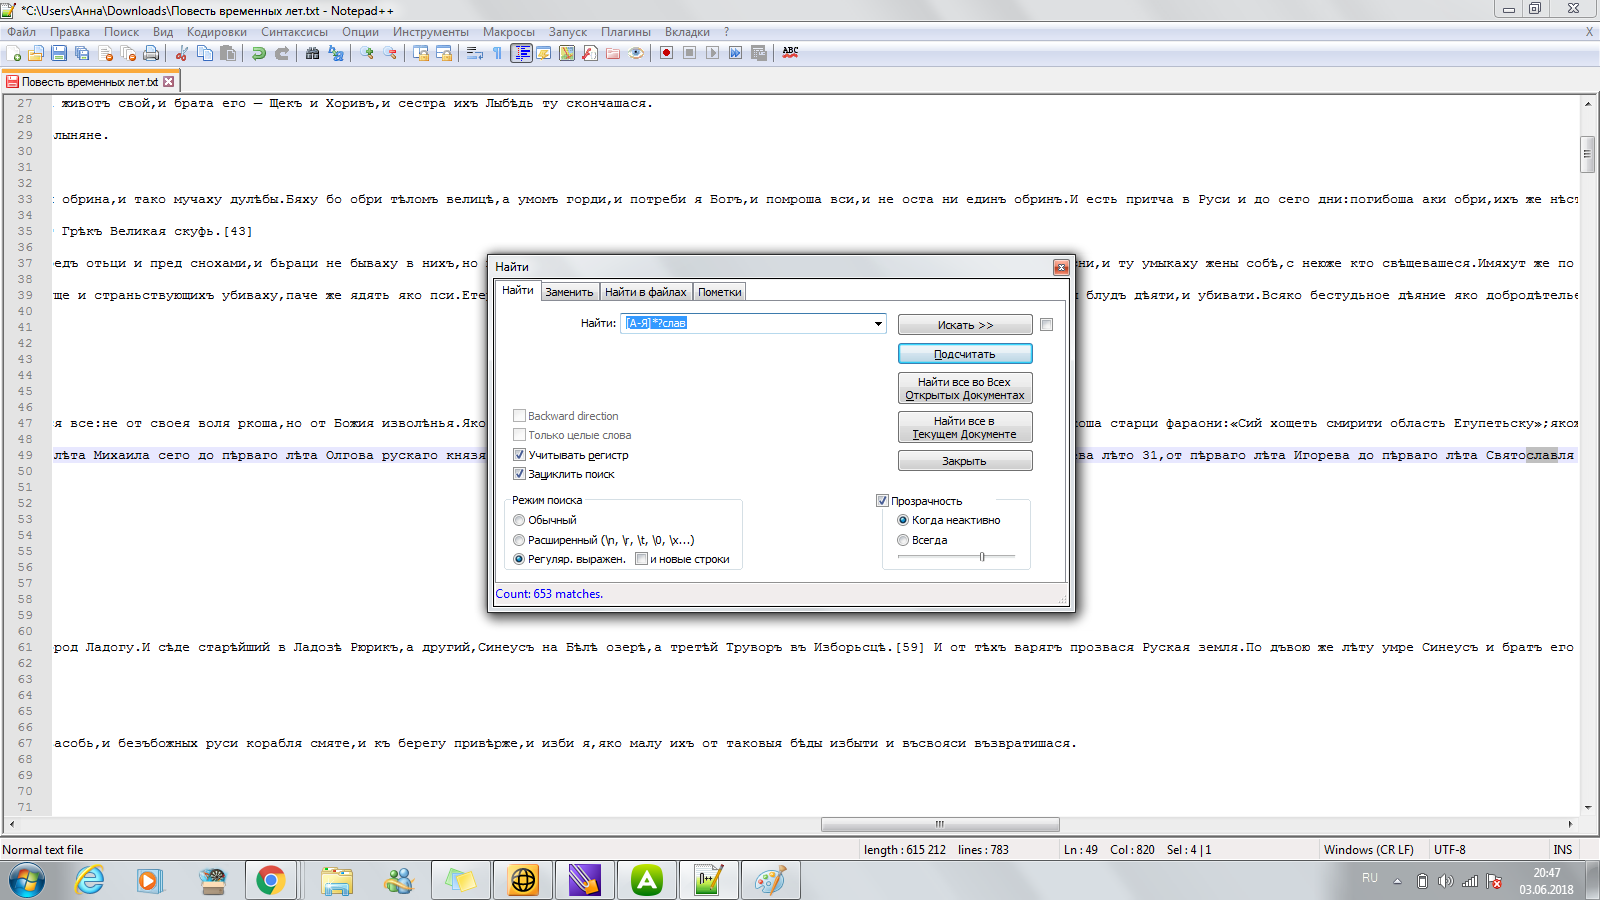 *C:\Users\Анна\Downloads\Повесть временных лет.txt - Notepad++
Файл Правка Поиск Вид Кодировки Синтаксисы Опции Инструменты Макросы Запуск Плагины Вкладки ? X
ABC
Повесть временных лет.txt
27 животъ свой,и брата его — Щекъ и Хоривъ,и сестра ихъ Лыбѣдь ту скончашася.
28
29 лыняне.
30
31
32
33 обрина,и тако мучаху дулѣбы.Бяху бо обри тѣломъ велицѣ,а умомъ горди,и потреби я Богъ,и помроша вси,и не оста ни единъ обринъ.И есть притча в Руси и до сего дни:погибоша аки обри,ихъ же нѣст
34
35 Грѣкъ Великая скуфь.[43]
36
37 едъ отьци и пред снохами,и бьраци не бываху в нихъ,но ни,и ту умыкаху жены собѣ,с неюже кто свѣщевашеся.Имяхут же по
38
39 ще и страньствующихъ убиваху,паче же ядять яко пси.Ете блудъ дѣяти,и убивати.Всяко бестудьное дѣяние яко добродѣтелье
40
41
42
43
44
45
46
47 я все:не от своея воля ркоша,но от Божия изволѣнья.Яко оша старци фараони:«Сий хощеть смирити область Египетьску»;якож
48
49 лѣта Михаила сего до пѣрваго лѣта Олгова рускаго князя ва лѣто 31,от пѣрваго лѣта Игорева до пѣрваго лѣта Святославля
50
51
52
53
54
55
56
57
58
59
60
61 род Ладогу.И сѣде старѣйший в Ладозѣ Рюрикъ,а другий,Синеусъ на Бѣлѣ озерѣ,а третѣй Труворъ въ Изборьсцѣ.[59] И от тѣхъ варягъ прозвася Руская земля.По дъвою же лѣту умре Синеусъ и братъ его
62
63
64
65
66
67 асобь,и безъбожных руси корабля смяте,и къ берегу привѣрже,и изби я,яко малу ихъ от таковыя бѣды избыти и въсвояси възвратишася.
68
69
70
71
Найти
Найти Заменить Найти в файлах Пометки
Найти: [А-Я]*?слав
Искать >>
Подсчитать
Найти все во Всех
Открытых Документах
Найти все в
Текущем Документе
Закрыть
Backward direction
Только целые слова
Учитывать регистр
Зациклить поиск
Режим поиска
Обычный
Расширенный (\n, \r, \t, \0, \x...)
Регуляр. выражен. и новые строки
Прозрачность
Когда неактивно
Всегда
Count: 653 matches.
Normal text file length : 615 212 lines : 783 Ln : 49 Col : 820 Sel : 4 | 1 Windows (CR LF) UTF-8 INS
RU
20:47
03.06.2018